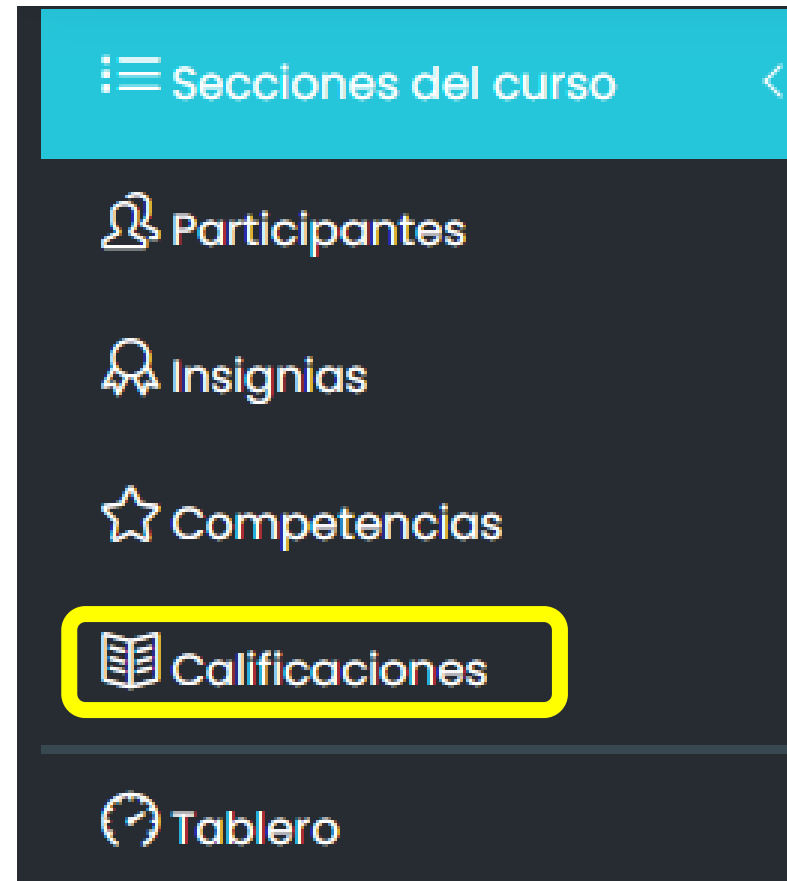 Secciones del curso
Participantes
Insignias
Competencias
Calificaciones
Tablero